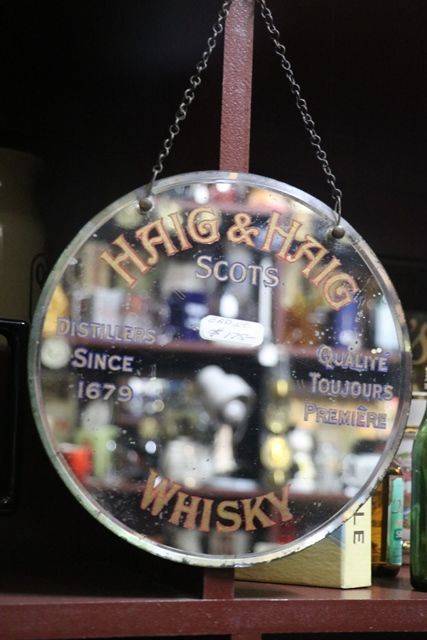 HAIG & HAIG
SCOTS
DISTILLERS
SINCE
1679
QUALITÉ
TOUJOURS
PREMIÈRE
WHISKY